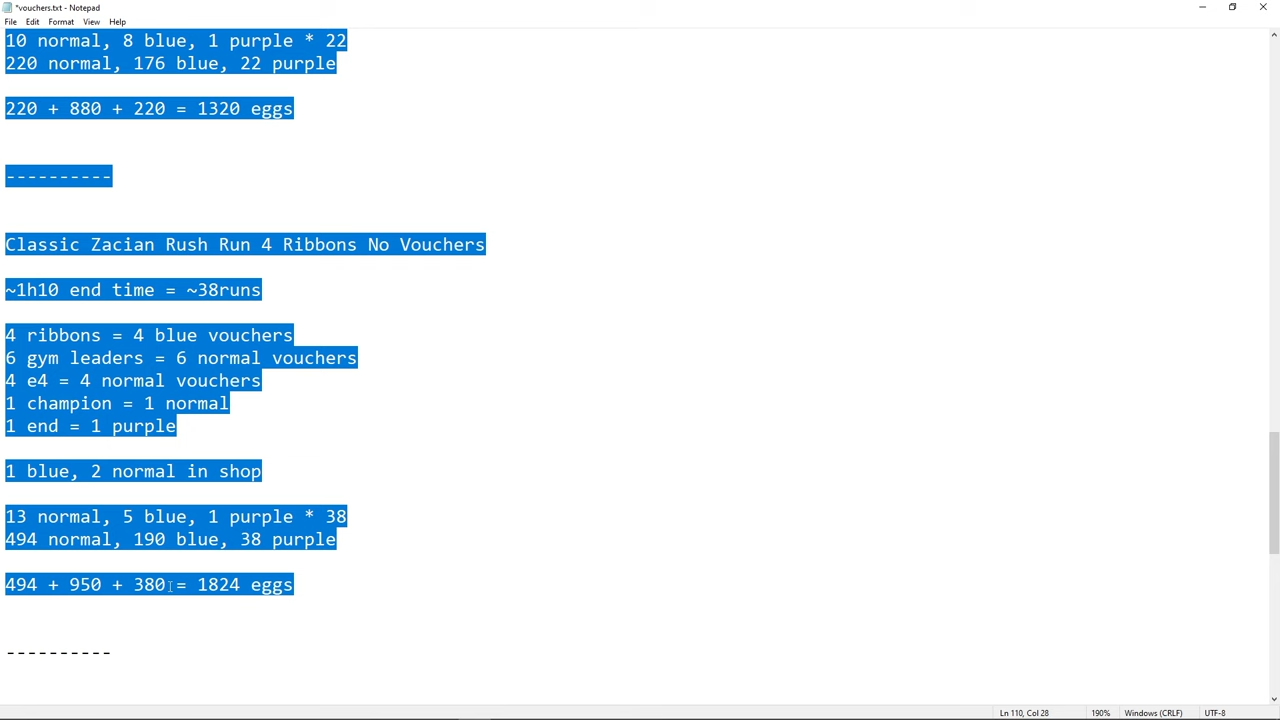 *vouchers.txt - Notepad
File Edit Format View Help
10 normal, 8 blue, 1 purple * 22
220 normal, 176 blue, 22 purple
220 + 880 + 220 = 1320 eggs
----------
Classic Zacian Rush Run 4 Ribbons No Vouchers
~1h10 end time = ~38runs
4 ribbons = 4 blue vouchers
6 gym leaders = 6 normal vouchers
4 e4 = 4 normal vouchers
1 champion = 1 normal
1 end = 1 purple
1 blue, 2 normal in shop
13 normal, 5 blue, 1 purple * 38
494 normal, 190 blue, 38 purple
494 + 950 + 380 = 1824 eggs
----------
Ln 110, Col 28 190% Windows (CRLF) UTF-8